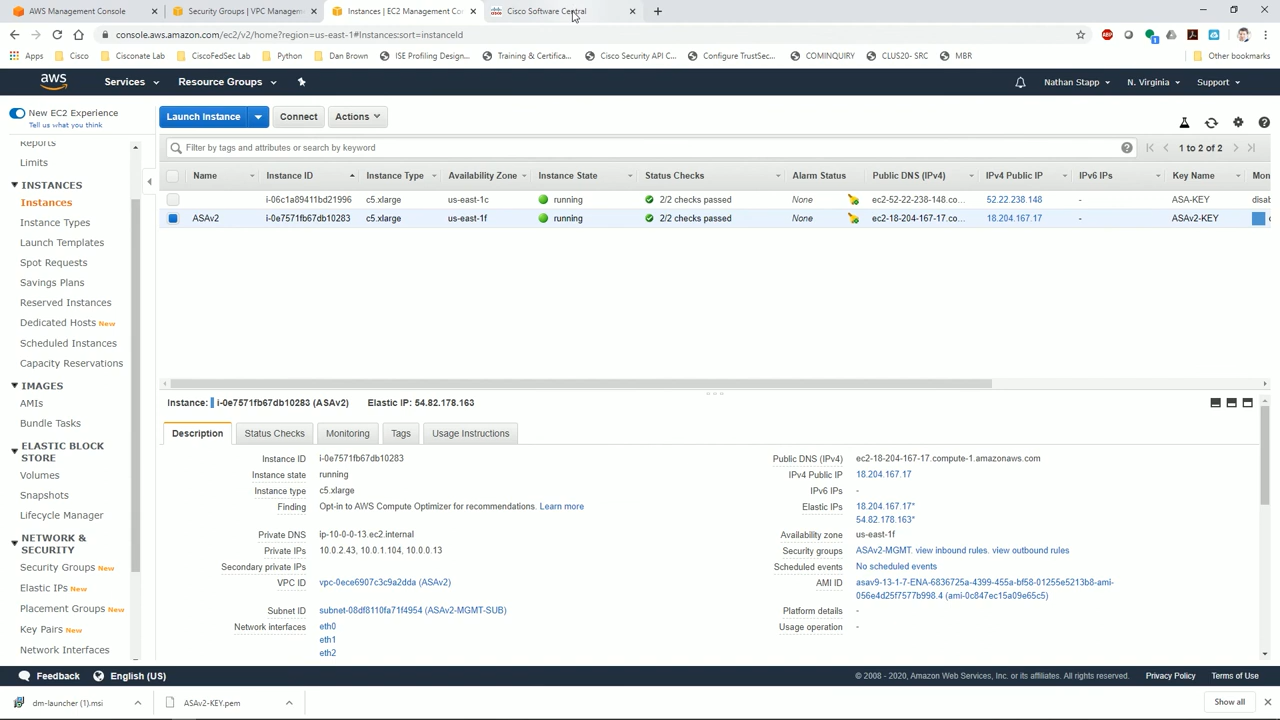 AWS Management Console
Security Groups | VPC Managem
Instances | EC2 Management Co
Cisco Software Central
console.aws.amazon.com/ec2/v2/home?region=us-east-1#Instances:sort=instanceId
Apps
Cisco
Cisconate Lab
CiscoFedSec Lab
Python
Dan Brown
ISE Profiling Design...
Training & Certifica...
Cisco Security API C...
Configure TrustSec...
COMINQUIRY
CLUS20- SRC
MBR
Other bookmarks
aws
Services
Resource Groups
Nathan Stapp
N. Virginia
Support
New EC2 Experience
Tell us what you think
Reports
Limits
INSTANCES
Instances
Instance Types
Launch Templates
Spot Requests
Savings Plans
Reserved Instances
Dedicated Hosts New
Scheduled Instances
Capacity Reservations
IMAGES
AMIs
Bundle Tasks
ELASTIC BLOCK
STORE
Volumes
Snapshots
Lifecycle Manager
NETWORK &
SECURITY
Security Groups New
Elastic IPs New
Placement Groups New
Key Pairs New
Network Interfaces
Launch Instance
Connect
Actions
Filter by tags and attributes or search by keyword
1 to 2 of 2
Name Instance ID Instance Type Availability Zone Instance State Status Checks Alarm Status Public DNS (IPv4) IPv4 Public IP IPv6 IPs Key Name Mon
i-06c1a89411bd21996 c5.xlarge us-east-1c running 2/2 checks passed None ec2-52-22-238-148.co... 52.22.238.148 - ASA-KEY disab
ASAv2 i-0e7571fb67db10283 c5.xlarge us-east-1f running 2/2 checks passed None ec2-18-204-167-17.co... 18.204.167.17 - ASAv2-KEY
Instance: i-0e7571fb67db10283 (ASAv2) Elastic IP: 54.82.178.163
Description
Status Checks
Monitoring
Tags
Usage Instructions
Instance ID i-0e7571fb67db10283
Instance state running
Instance type c5.xlarge
Finding Opt-in to AWS Compute Optimizer for recommendations. Learn more
Private DNS ip-10-0-0-13.ec2.internal
Private IPs 10.0.2.43, 10.0.1.104, 10.0.0.13
Secondary private IPs
VPC ID vpc-0ece6907c3c9a2dda (ASAv2)
Subnet ID subnet-08df8110fa71f4954 (ASAv2-MGMT-SUB)
Network interfaces eth0
eth1
eth2
Public DNS (IPv4) ec2-18-204-167-17.compute-1.amazonaws.com
IPv4 Public IP 18.204.167.17
IPv6 IPs -
Elastic IPs 18.204.167.17*
54.82.178.163*
Availability zone us-east-1f
Security groups ASAv2-MGMT. view inbound rules. view outbound rules
Scheduled events No scheduled events
AMI ID asav9-13-1-7-ENA-6836725a-4399-455a-bf58-01255e5213b8-ami-
056e4d25f7577b998.4 (ami-0c847ec15a09e65c5)
Platform details -
Usage operation -
Feedback
English (US)
© 2008 - 2020, Amazon Web Services, Inc. or its affiliates. All rights reserved.
Privacy Policy
Terms of Use
dm-launcher (1).msi
ASAv2-KEY.pem
Show all